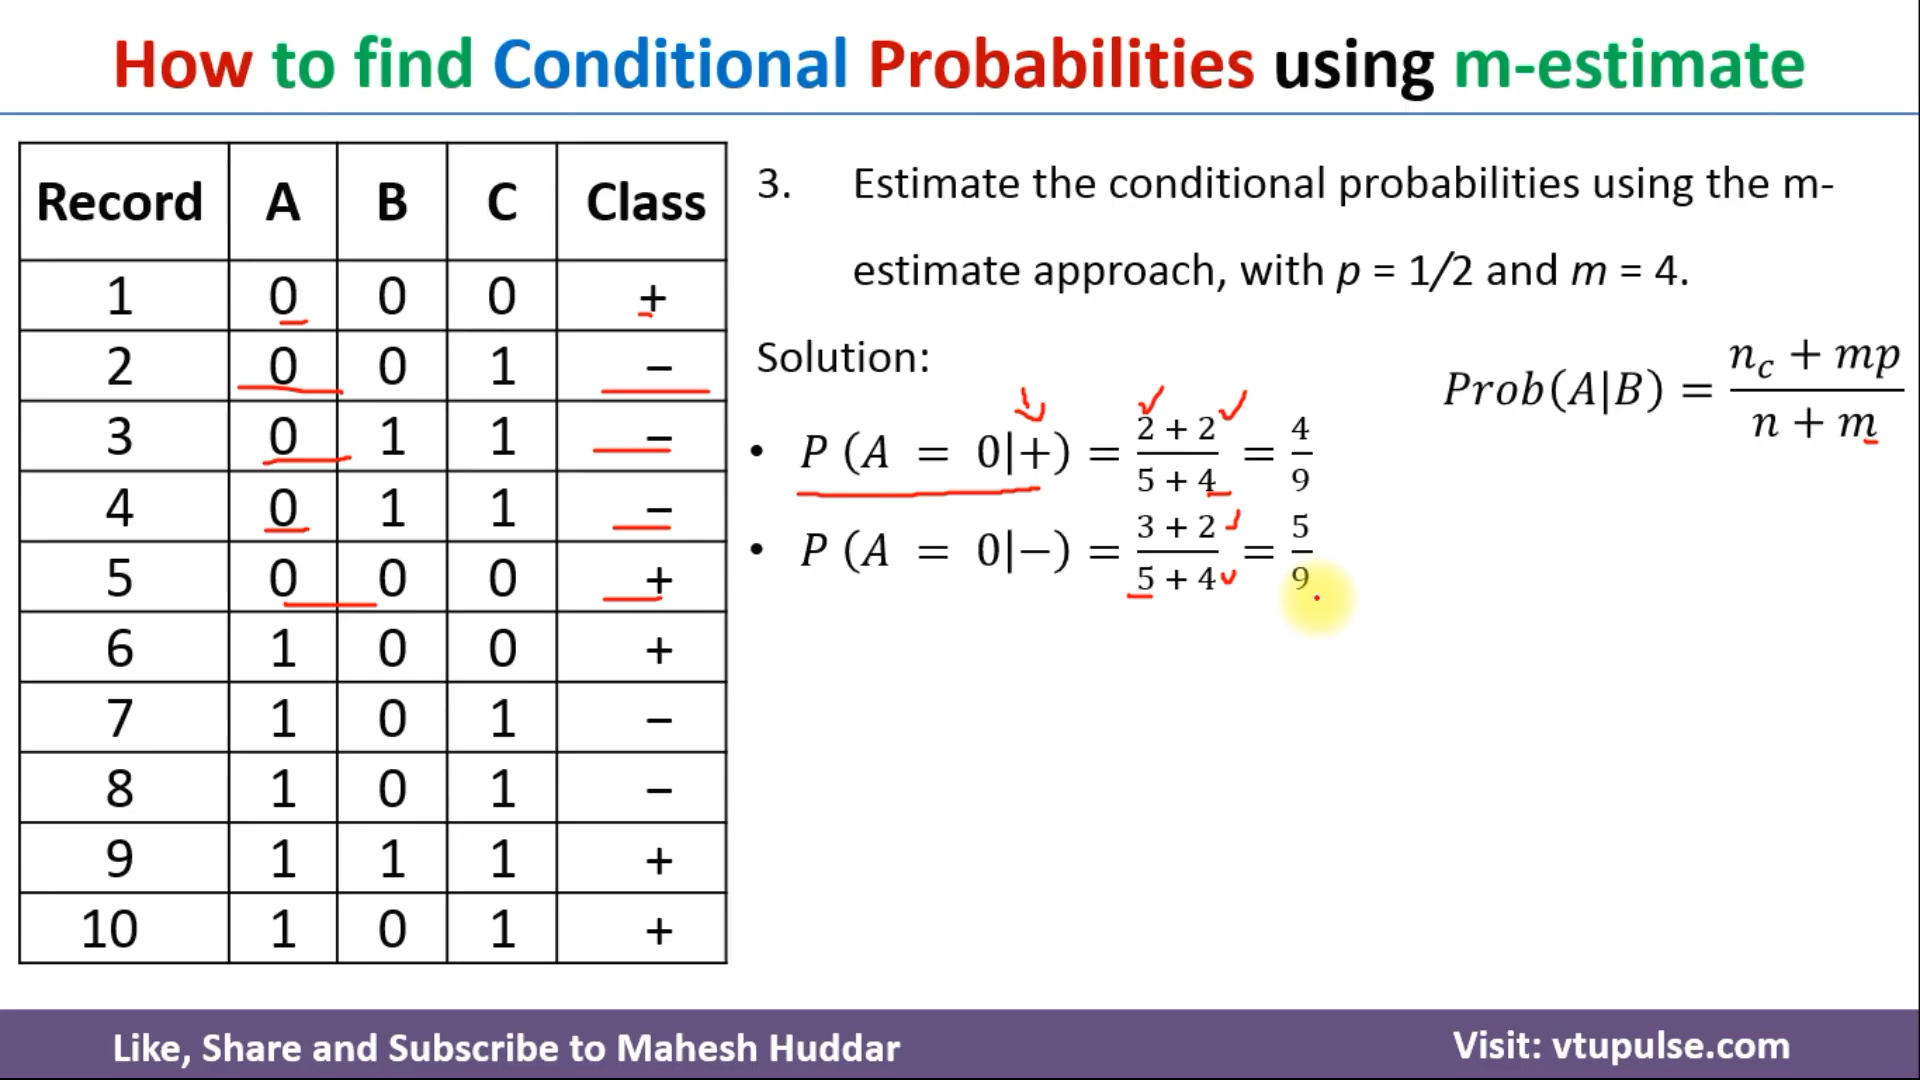 How to find Conditional Probabilities using m-estimate
Record A B C Class
1 0 0 0 +
2 0 0 1 −
3 0 1 1 −
4 0 1 1 −
5 0 0 0 +
6 1 0 0 +
7 1 0 1 −
8 1 0 1 −
9 1 1 1 +
10 1 0 1 +
3. Estimate the conditional probabilities using the m-
estimate approach, with p = 1/2 and m = 4.
Solution:
Prob(A|B) = (n_c + mp)/(n + m)
• P (A = 0|+) = (2 + 2)/(5 + 4) = 4/9
• P (A = 0|−) = (3 + 2)/(5 + 4) = 5/9
Like, Share and Subscribe to Mahesh Huddar
Visit: vtupulse.com